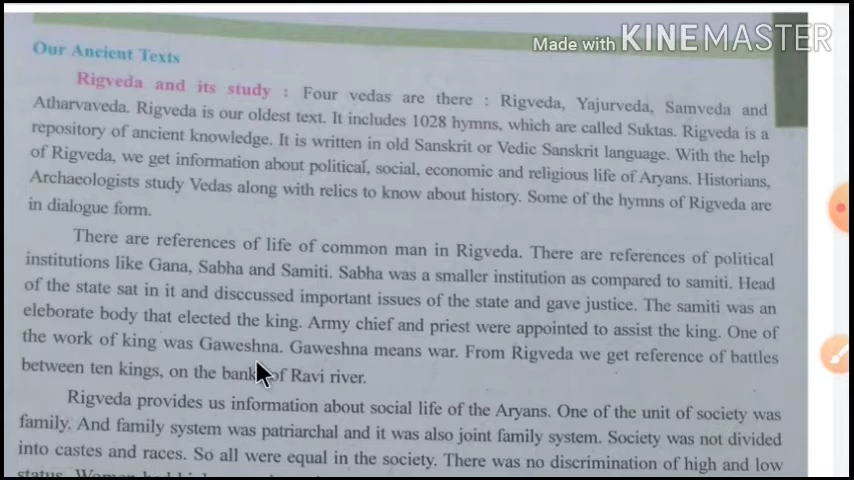 Made with KINEMASTER
Our Ancient Texts
Rigveda and its study : Four vedas are there : Rigveda, Yajurveda, Samveda and
Atharvaveda. Rigveda is our oldest text. It includes 1028 hymns, which are called Suktas. Rigveda is a
repository of ancient knowledge. It is written in old Sanskrit or Vedic Sanskrit language. With the help
of Rigveda, we get information about political, social, economic and religious life of Aryans. Historians,
Archaeologists study Vedas along with relics to know about history. Some of the hymns of Rigveda are
in dialogue form.
There are references of life of common man in Rigveda. There are references of political
institutions like Gana, Sabha and Samiti. Sabha was a smaller institution as compared to samiti. Head
of the state sat in it and disccussed important issues of the state and gave justice. The samiti was an
eleborate body that elected the king. Army chief and priest were appointed to assist the king. One of
the work of king was Gaweshna. Gaweshna means war. From Rigveda we get reference of battles
between ten kings, on the bank of Ravi river.
Rigveda provides us information about social life of the Aryans. One of the unit of society was
family. And family system was patriarchal and it was also joint family system. Society was not divided
into castes and races. So all were equal in the society. There was no discrimination of high and low
status. Women had